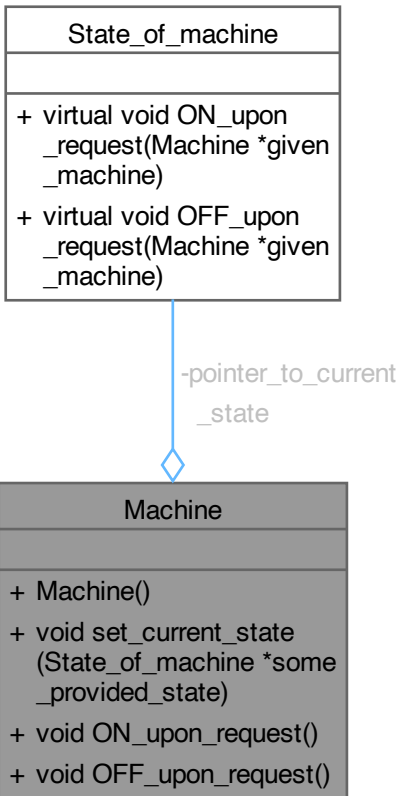 State_of_machine
+ virtual void ON_upon
_request(Machine *given
_machine)
+ virtual void OFF_upon
_request(Machine *given
_machine)
-pointer_to_current
_state
Machine
+ Machine()
+ void set_current_state
(State_of_machine *some
_provided_state)
+ void ON_upon_request()
+ void OFF_upon_request()